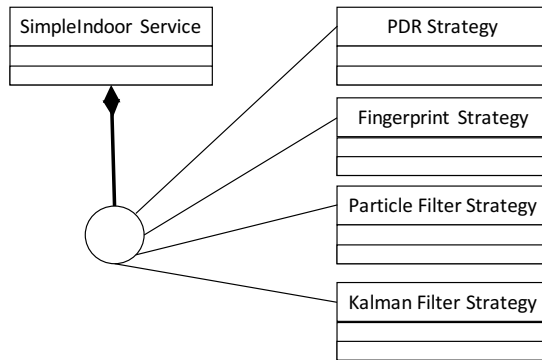 SimpleIndoor Service
PDR Strategy
Fingerprint Strategy
Particle Filter Strategy
Kalman Filter Strategy